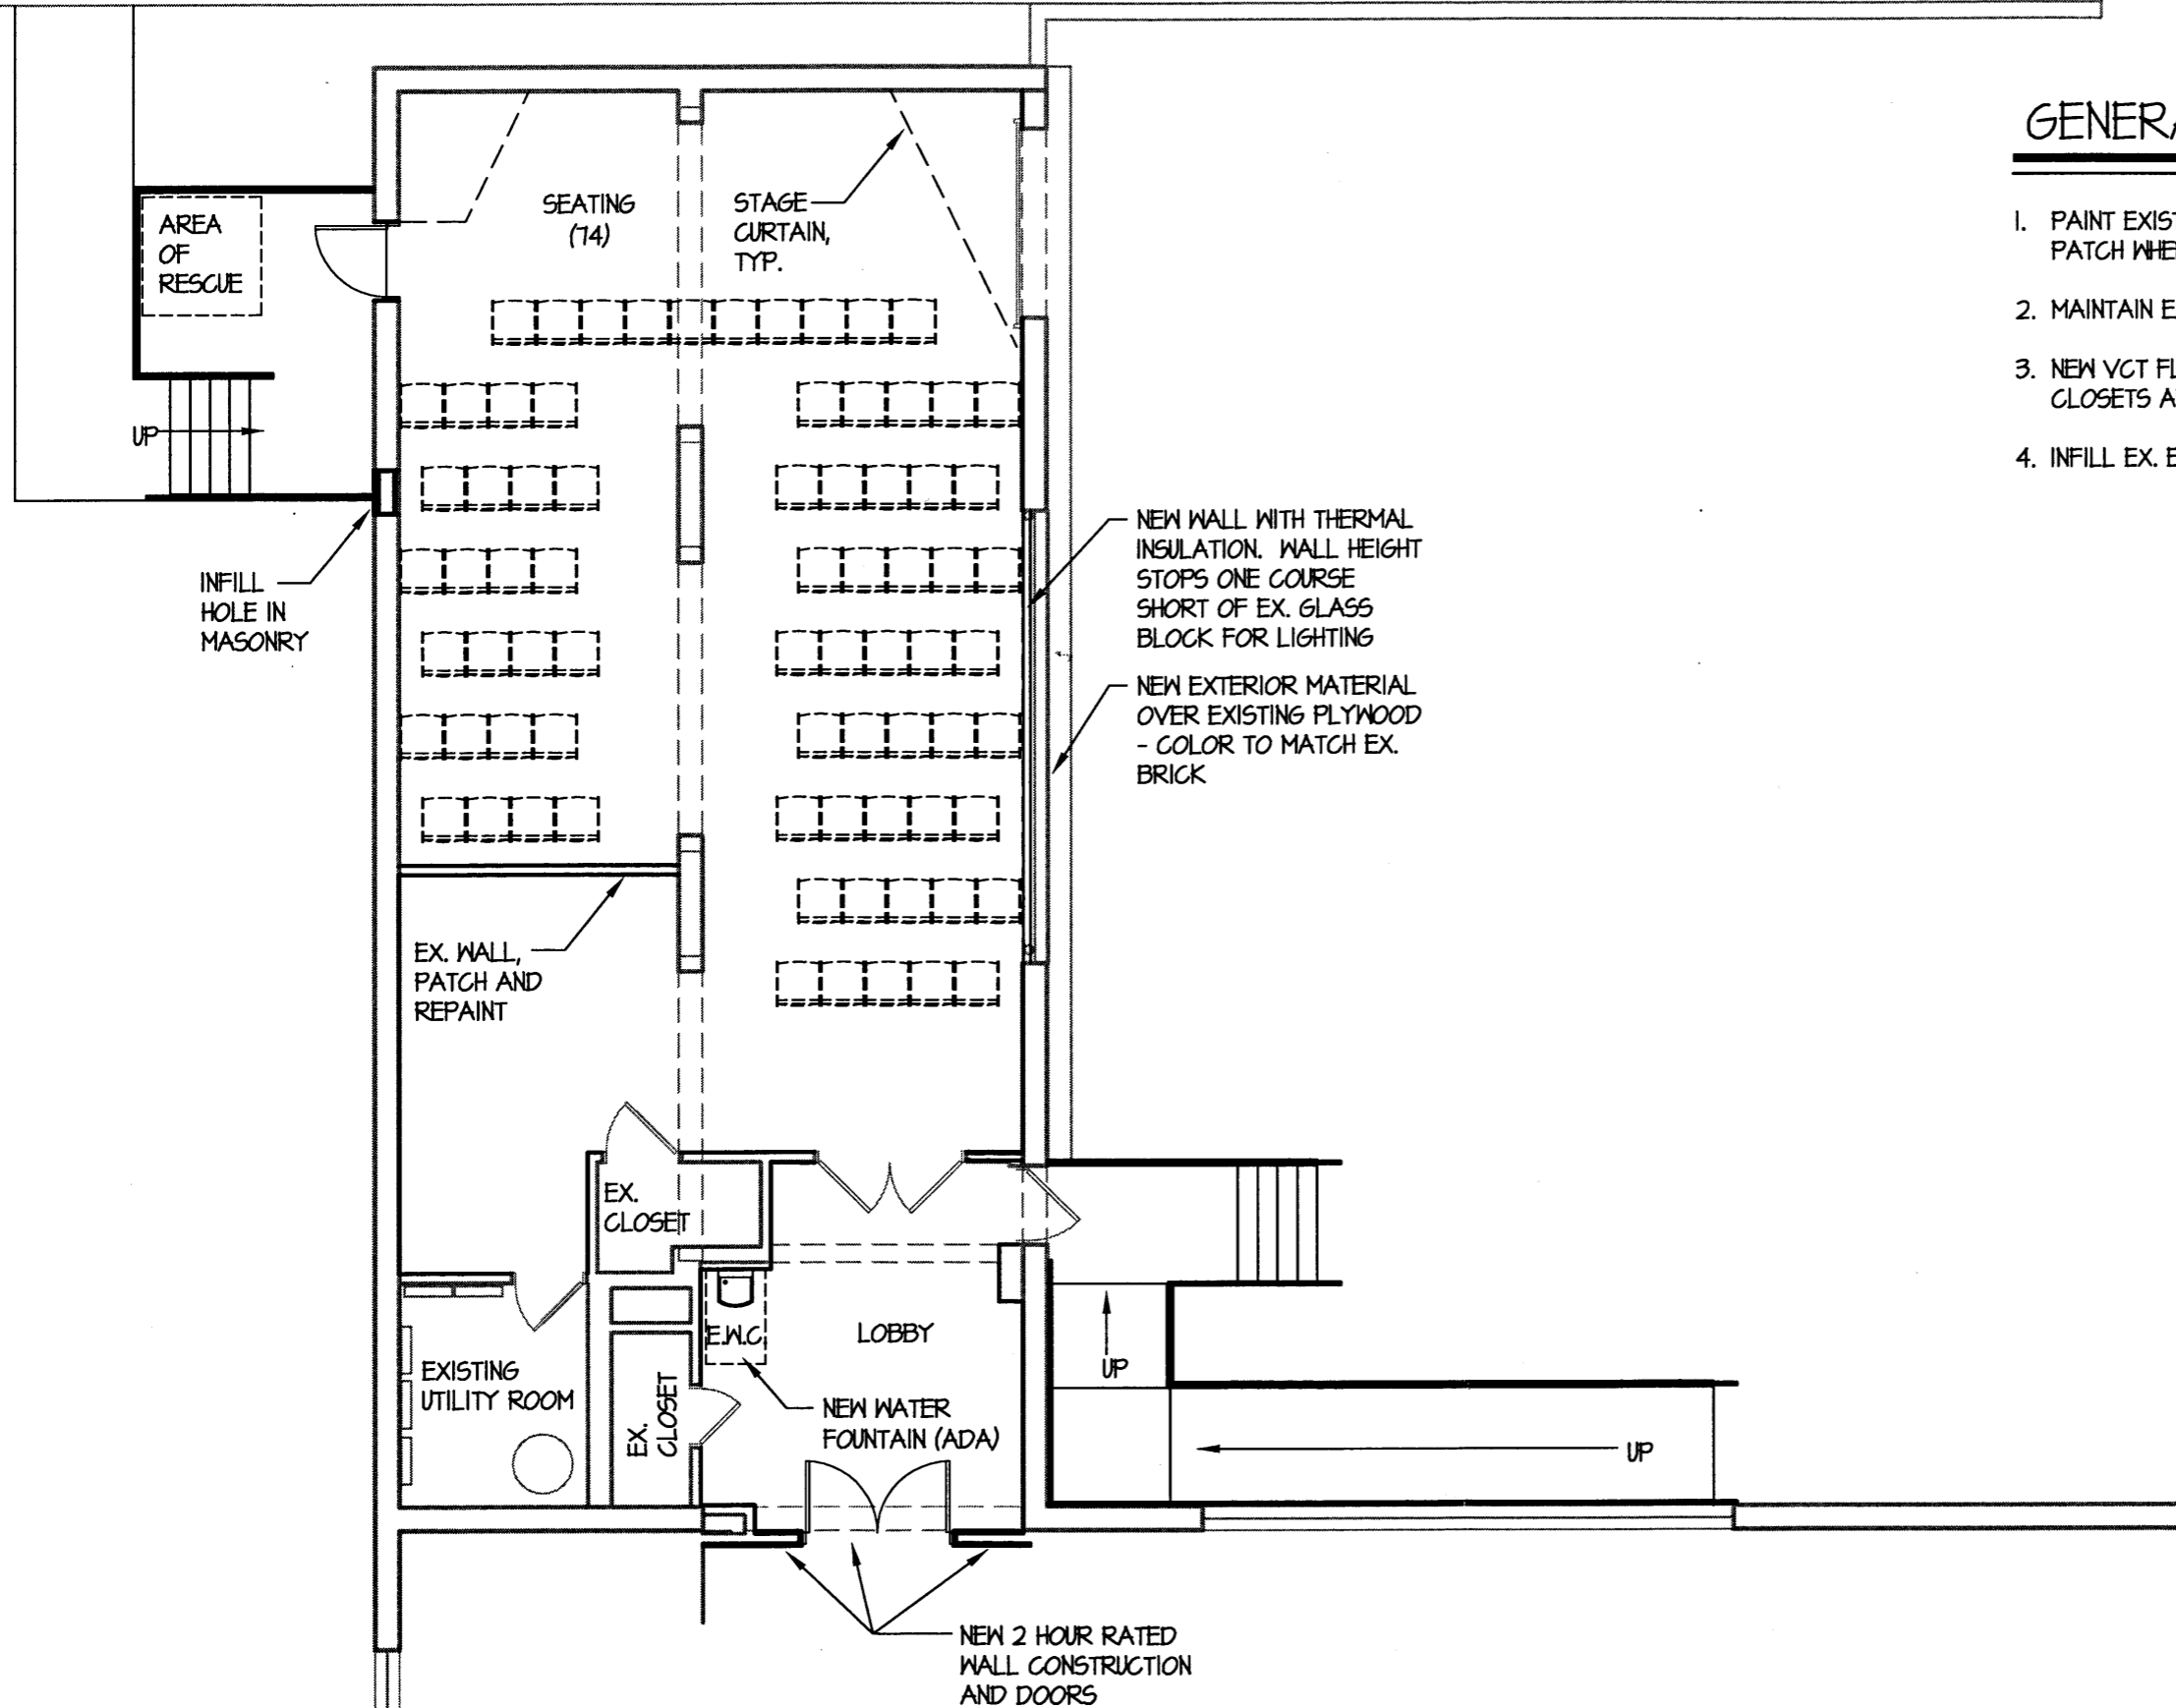 GENERA
1. PAINT EXIST
PATCH WHE
2. MAINTAIN E
3. NEW VCT FL
CLOSETS A
4. INFILL EX. E
AREA
OF
RESCUE
SEATING
(74)
STAGE
CURTAIN,
TYP.
UP
INFILL
HOLE IN
MASONRY
NEW WALL WITH THERMAL
INSULATION. WALL HEIGHT
STOPS ONE COURSE
SHORT OF EX. GLASS
BLOCK FOR LIGHTING
NEW EXTERIOR MATERIAL
OVER EXISTING PLYWOOD
- COLOR TO MATCH EX.
BRICK
EX. WALL,
PATCH AND
REPAINT
EX.
CLOSET
E.W.C.
LOBBY
UP
EXISTING
UTILITY ROOM
EX.
CLOSET
NEW WATER
FOUNTAIN (ADA)
UP
NEW 2 HOUR RATED
WALL CONSTRUCTION
AND DOORS